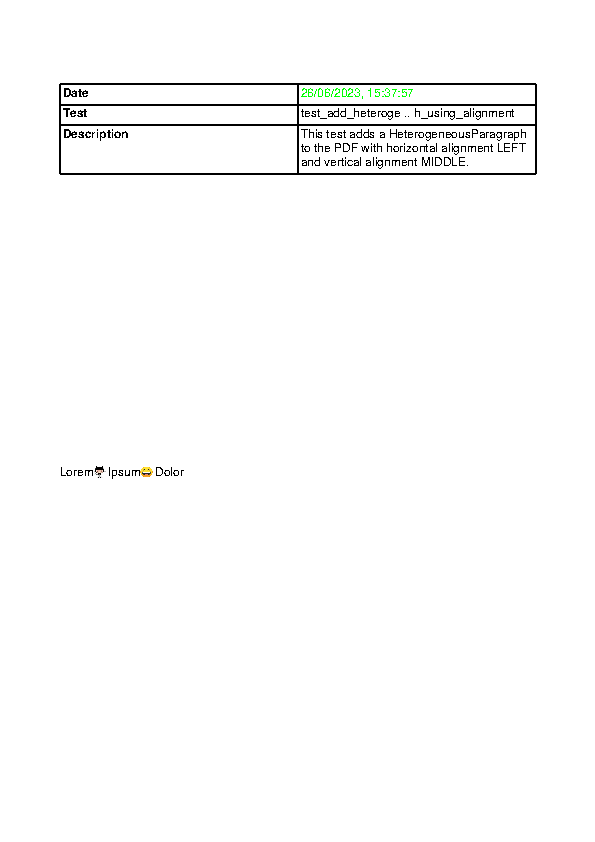 Date 26/06/2023, 15:37:57
Test test_add_heteroge .. h_using_alignment
Description This test adds a HeterogeneousParagraph
to the PDF with horizontal alignment LEFT
and vertical alignment MIDDLE.
Lorem Ipsum😄 Dolor